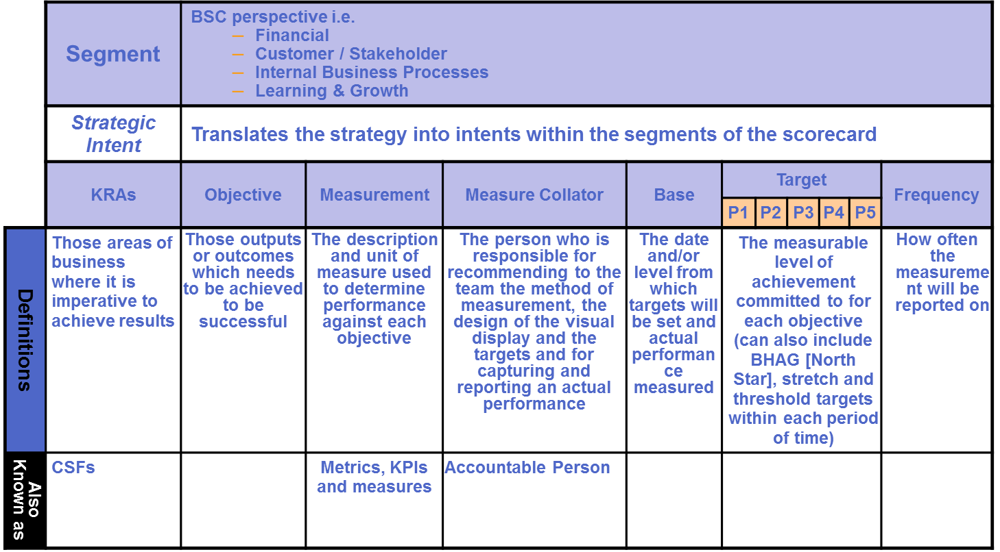 Segment
BSC perspective i.e.
– Financial
– Customer / Stakeholder
– Internal Business Processes
– Learning & Growth
Strategic
Intent
Translates the strategy into intents within the segments of the scorecard
KRAs
Objective
Measurement
Measure Collator
Base
Target
P1 P2 P3 P4 P5
Frequency
Definitions
Those areas of
business
where it is
imperative to
achieve results
Those outputs
or outcomes
which needs
to be achieved
to be
successful
The description
and unit of
measure used
to determine
performance
against each
objective
The person who is
responsible for
recommending to the
team the method of
measurement, the
design of the visual
display and the
targets and for
capturing and
reporting an actual
performance
The date
and/or
level from
which
targets will
be set and
actual
performan
ce
measured
The measurable
level of
achievement
committed to for
each objective
(can also include
BHAG [North
Star], stretch and
threshold targets
within each period
of time)
How often
the
measureme
nt will be
reported on
Also
Known as
CSFs
Metrics, KPIs
and measures
Accountable Person